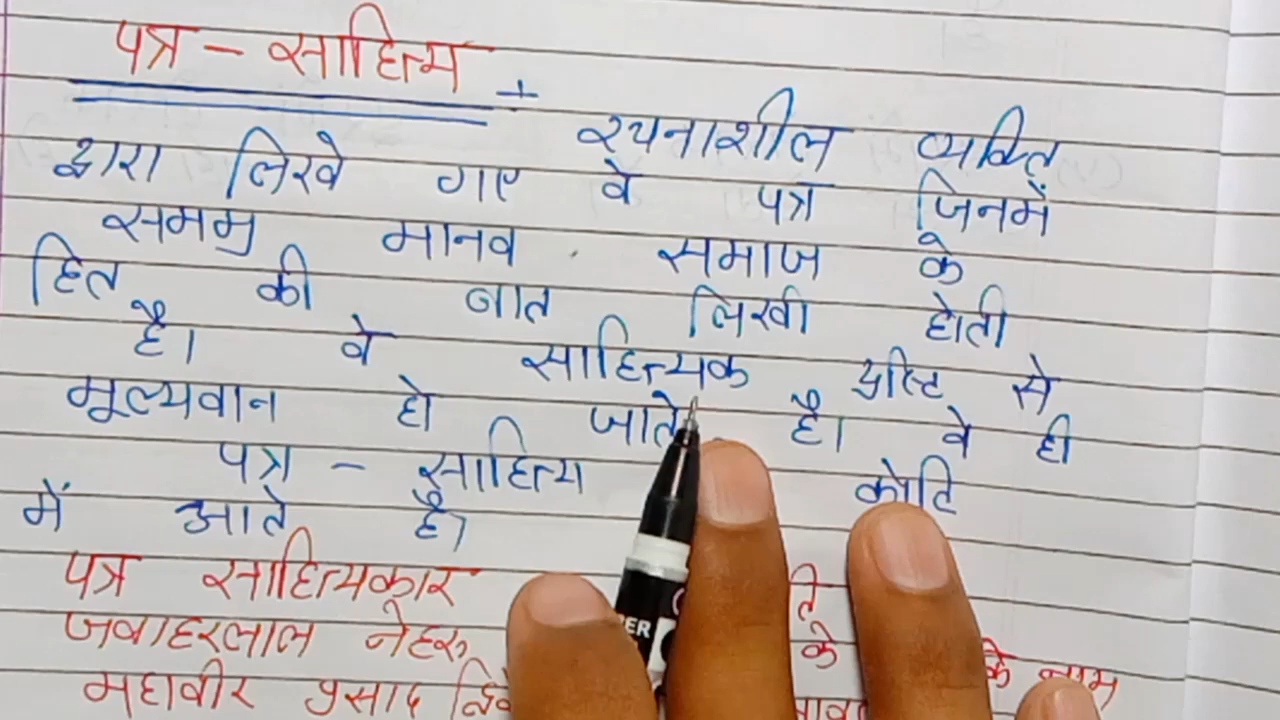 पत्र - साहित्य
रचनाशील व्यक्ति
द्वारा लिखे गए वे पत्र जिनमें
समग्र मानव समाज के
हित की बात लिखी होती
है। वे साहित्यिक दृष्टि से
मूल्यवान हो जाते है। वे ही
पत्र - साहित्य कोटि
में आते है।
पत्र साहित्यकार
जवाहरलाल नेहरू के के नाम
महावीर प्रसाद